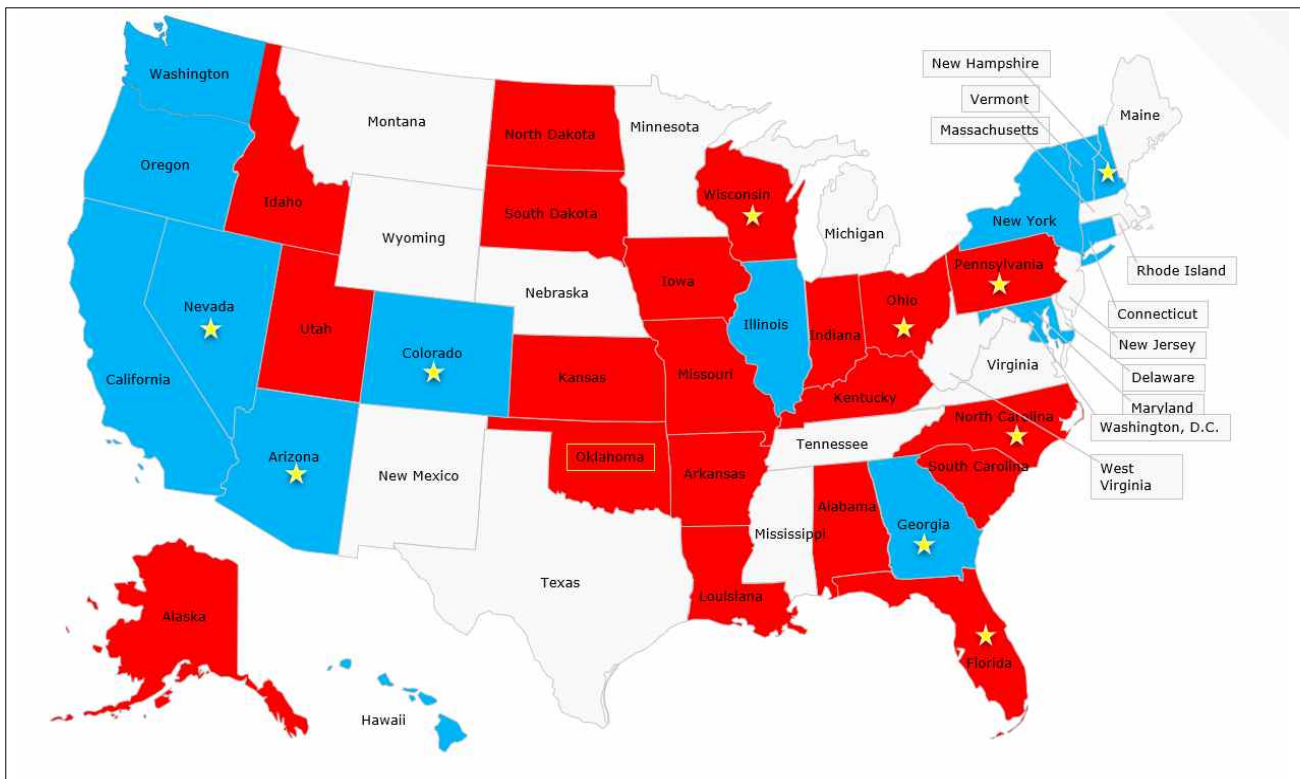 Washington
New Hampshire
Vermont
Maine
Montana
North Dakota
Minnesota
Massachusetts
Oregon
Idaho
South Dakota
Wisconsin
New York
Wyoming
Michigan
Pennsylvania
Rhode Island
Nebraska
Iowa
Ohio
Nevada
Utah
Illinois
Indiana
Connecticut
Colorado
New Jersey
California
Kansas
Missouri
Virginia
Delaware
Kentucky
Maryland
North Carolina
Washington, D.C.
Tennessee
Arizona
Oklahoma
New Mexico
Arkansas
South Carolina
West
Virginia
Alabama
Georgia
Mississippi
Texas
Louisiana
Alaska
Florida
Hawaii